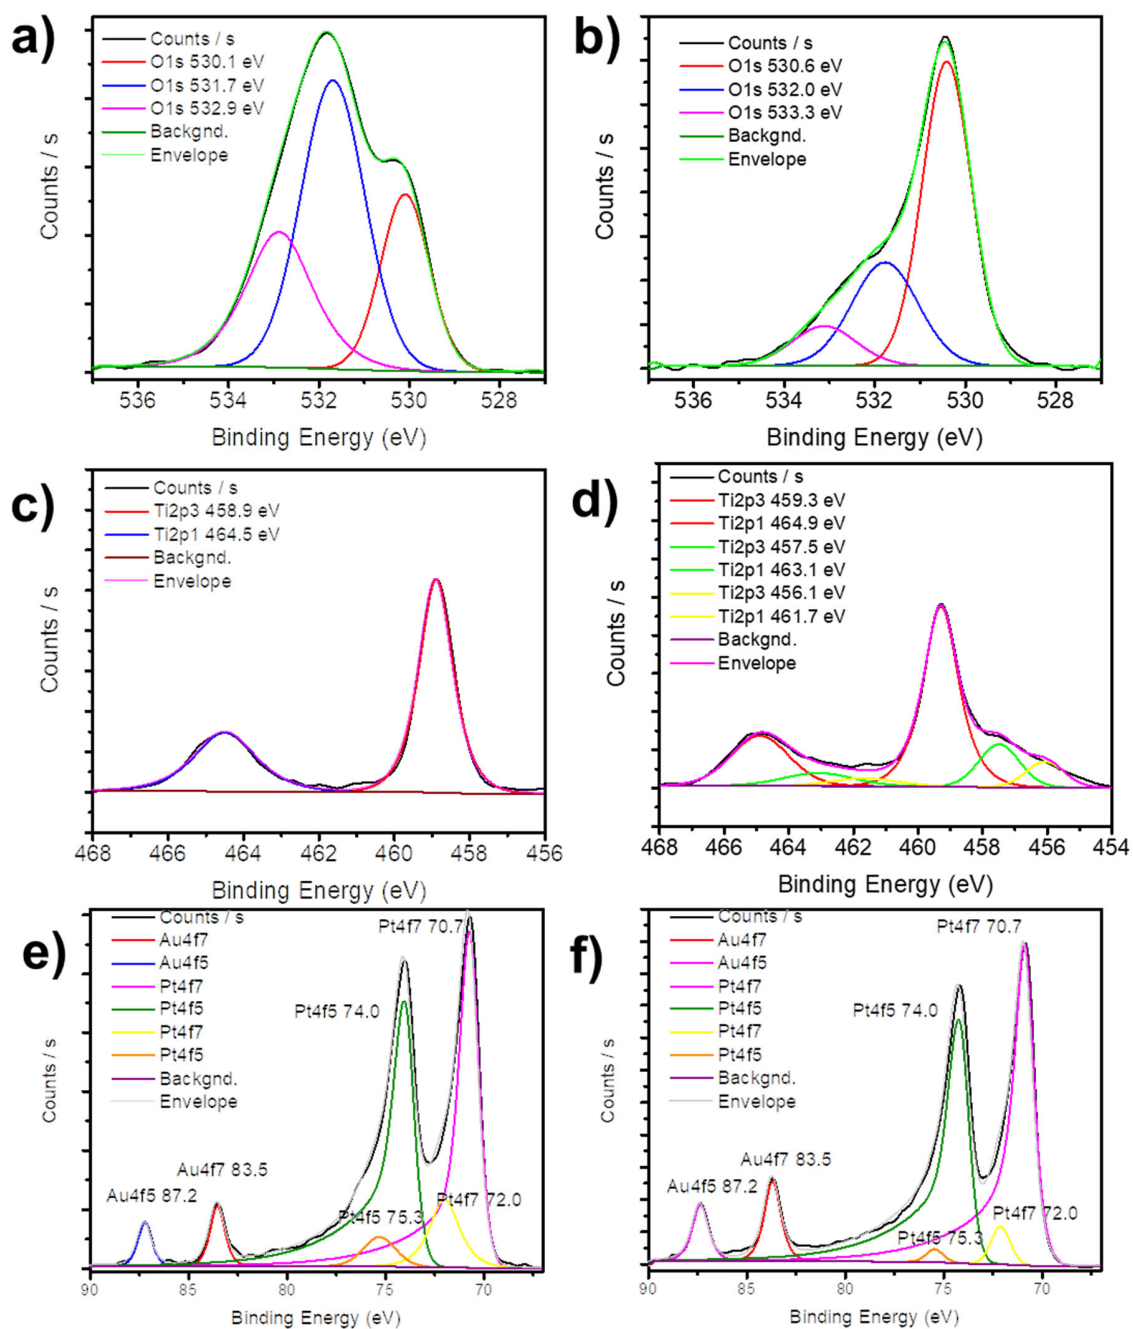 a)
Counts / s
O1s 530.1 eV
O1s 531.7 eV
O1s 532.9 eV
Backgnd.
Envelope
Counts / s
536 534 532 530 528
Binding Energy (eV)
b)
Counts / s
O1s 530.6 eV
O1s 532.0 eV
O1s 533.3 eV
Backgnd.
Envelope
Counts / s
536 534 532 530 528
Binding Energy (eV)
c)
Counts / s
Ti2p3 458.9 eV
Ti2p1 464.5 eV
Backgnd.
Envelope
Counts / s
468 466 464 462 460 458 456
Binding Energy (eV)
d)
Counts / s
Ti2p3 459.3 eV
Ti2p1 464.9 eV
Ti2p3 457.5 eV
Ti2p1 463.1 eV
Ti2p3 456.1 eV
Ti2p1 461.7 eV
Backgnd.
Envelope
Counts / s
468 466 464 462 460 458 456 454
Binding Energy (eV)
e)
Counts / s
Au4f7
Au4f5
Pt4f7
Pt4f5
Pt4f7
Pt4f5
Backgnd.
Envelope
Pt4f7 70.7
Pt4f5 74.0
Au4f7 83.5
Au4f5 87.2
Pt4f7 72.0
Pt4f5 75.3
Counts / s
90 85 80 75 70
Binding Energy (eV)
f)
Counts / s
Au4f7
Au4f5
Pt4f7
Pt4f5
Pt4f7
Pt4f5
Backgnd.
Envelope
Pt4f7 70.7
Pt4f5 74.0
Au4f7 83.5
Au4f5 87.2
Pt4f7 72.0
Pt4f5 75.3
Counts / s
90 85 80 75 70
Binding Energy (eV)